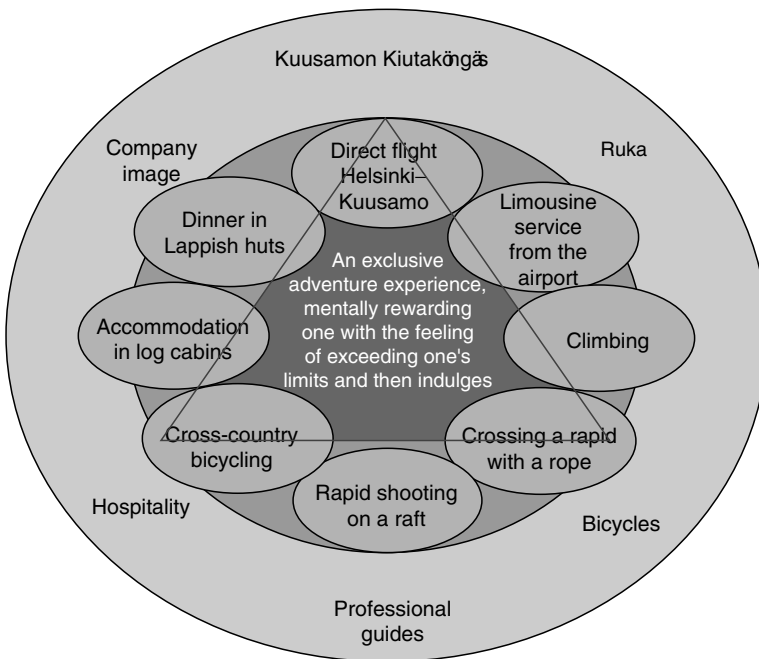 Kuusamon Kiutaköngäs
Company
image
Ruka
Direct flight
Helsinki–
Kuusamo
Dinner in
Lappish huts
Limousine
service
from the
airport
An exclusive
adventure experience,
mentally rewarding
one with the feeling
of exceeding one's
limits and then indulges
Accommodation
in log cabins
Climbing
Cross-country
bicycling
Crossing a rapid
with a rope
Rapid shooting
on a raft
Hospitality
Bicycles
Professional
guides